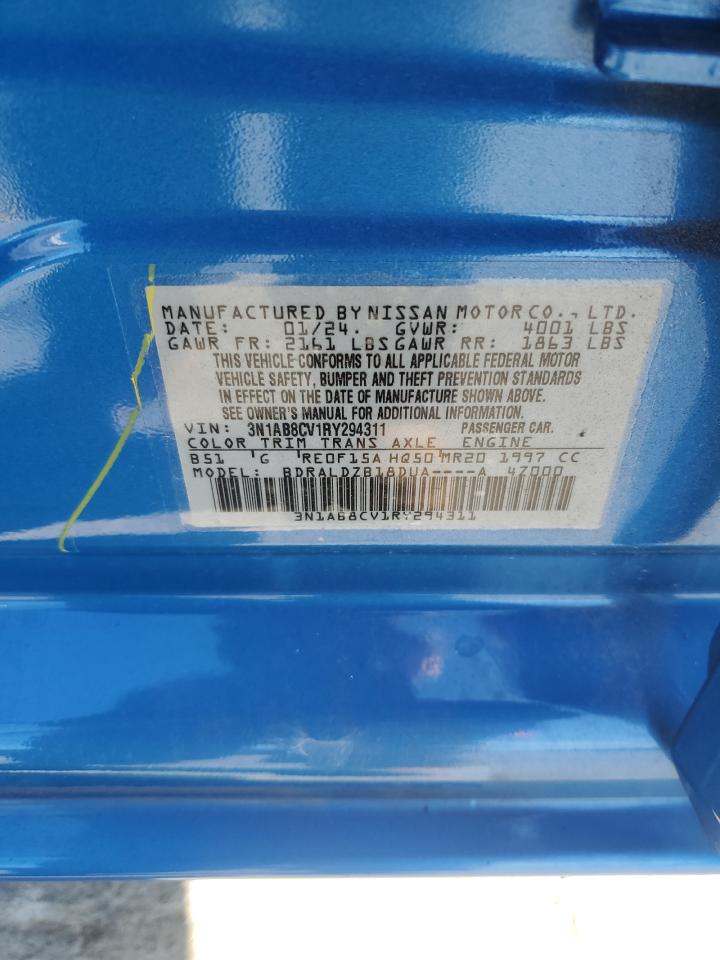 MANUFACTURED BY NISSAN MOTOR CO., LTD.
DATE: 01/24. GVWR: 4001 LBS
GAWR FR: 2161 LBS GAWR RR: 1863 LBS
THIS VEHICLE CONFORMS TO ALL APPLICABLE FEDERAL MOTOR
VEHICLE SAFETY, BUMPER AND THEFT PREVENTION STANDARDS
IN EFFECT ON THE DATE OF MANUFACTURE SHOWN ABOVE.
SEE OWNER'S MANUAL FOR ADDITIONAL INFORMATION.
VIN: 3N1AB8CV1RY294311 PASSENGER CAR.
COLOR TRIM TRANS AXLE ENGINE
B51 G RE0F15A HQ50 MR20 1997 CC
MODEL: BDRALDZB18DUA----A 4Z000
3N1AB8CV1RY294311